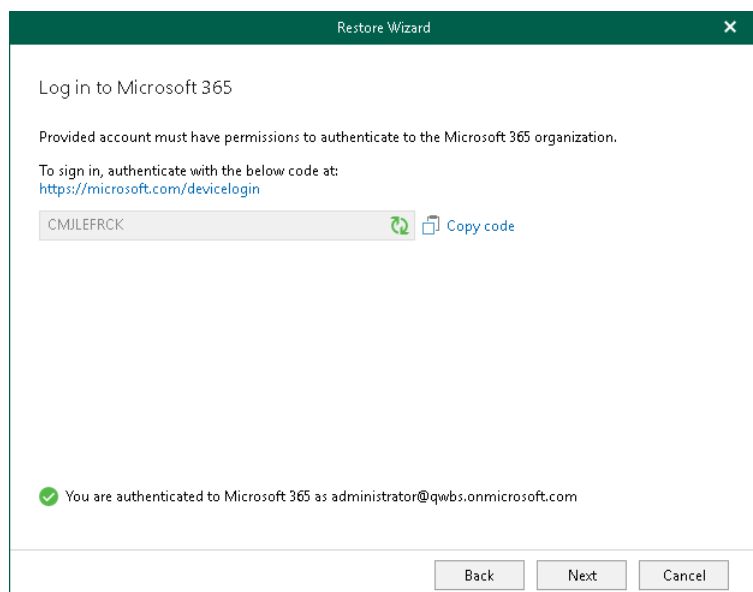 Restore Wizard
Log in to Microsoft 365
Provided account must have permissions to authenticate to the Microsoft 365 organization.
To sign in, authenticate with the below code at:
https://microsoft.com/devicelogin
CMJLEFRCK Copy code
You are authenticated to Microsoft 365 as administrator@qwbs.onmicrosoft.com
Back Next Cancel